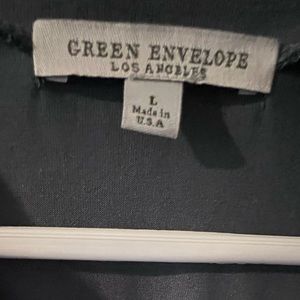 GREEN ENVELOPE
LOS ANGELES
L
Made in
U.S.A